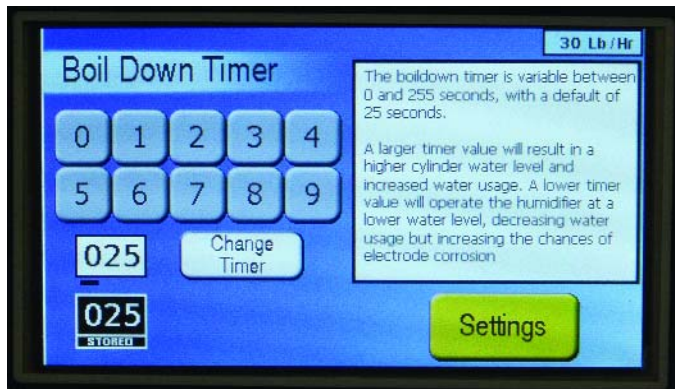 30 Lb/Hr
Boil Down Timer
The boildown timer is variable between
0 and 255 seconds, with a default of
25 seconds.
A larger timer value will result in a
higher cylinder water level and
increased water usage. A lower timer
value will operate the humidifier at a
lower water level, decreasing water
usage but increasing the chances of
electrode corrosion
0 1 2 3 4
5 6 7 8 9
025
Change
Timer
025
STORED
Settings